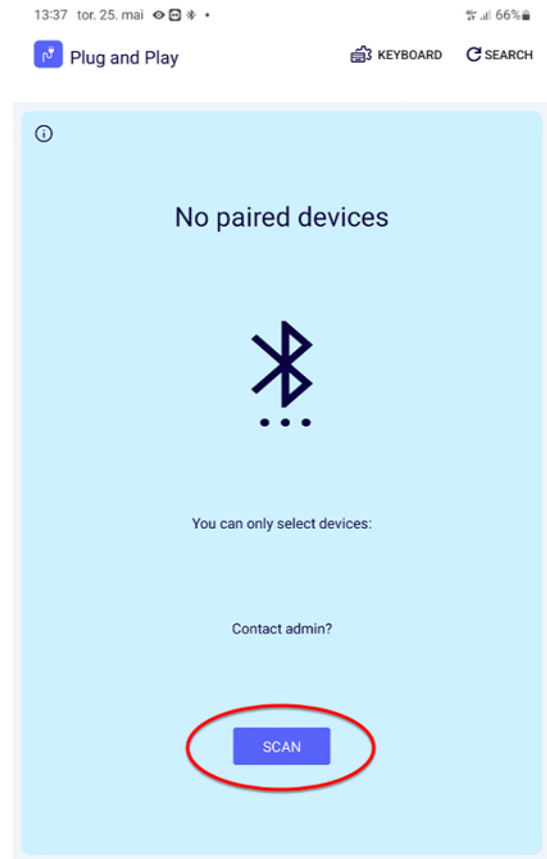 13:37 tor. 25. mai
66%
Plug and Play
KEYBOARD
SEARCH
No paired devices
You can only select devices:
Contact admin?
SCAN